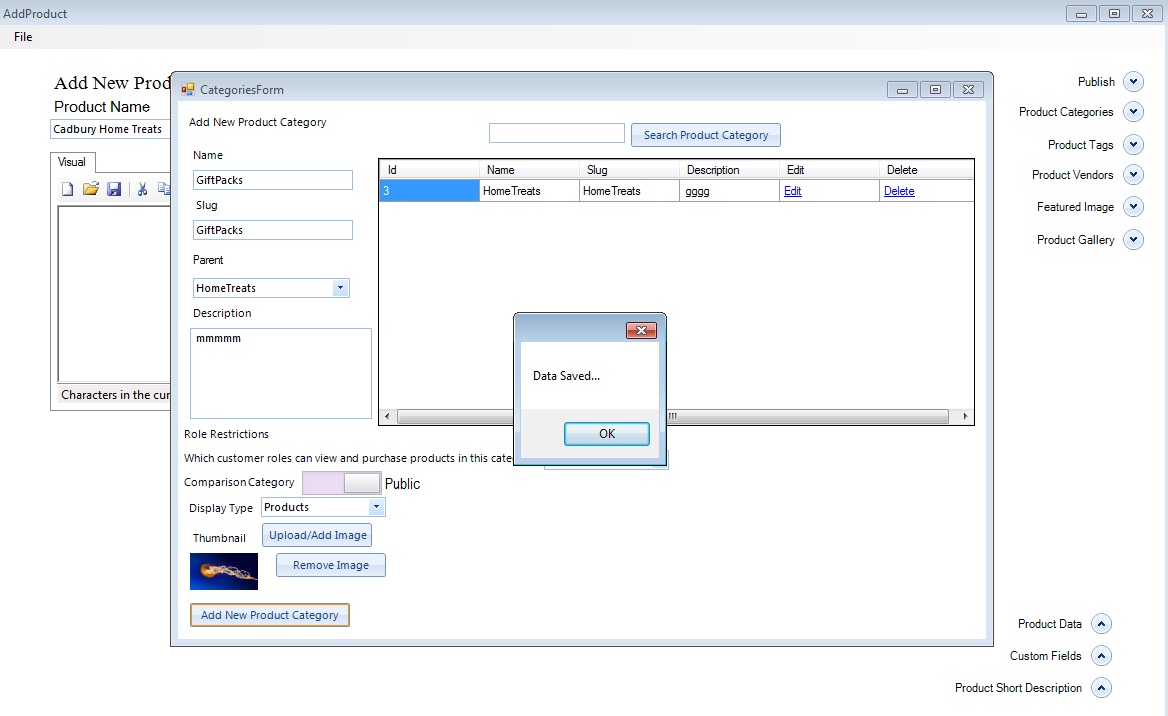 AddProduct
File
Add New Prod
Product Name
Cadbury Home Treats
Visual
Characters in the cur
CategoriesForm
Add New Product Category
Search Product Category
Name
GiftPacks
Slug
GiftPacks
Parent
HomeTreats
Description
mmmmm
Id Name Slug Description Edit Delete
3 HomeTreats HomeTreats gggg Edit Delete
Data Saved...
OK
Role Restrictions
Which customer roles can view and purchase products in this cate
Comparison Category Public
Display Type Products
Thumbnail Upload/Add Image
Remove Image
Add New Product Category
Publish
Product Categories
Product Tags
Product Vendors
Featured Image
Product Gallery
Product Data
Custom Fields
Product Short Description